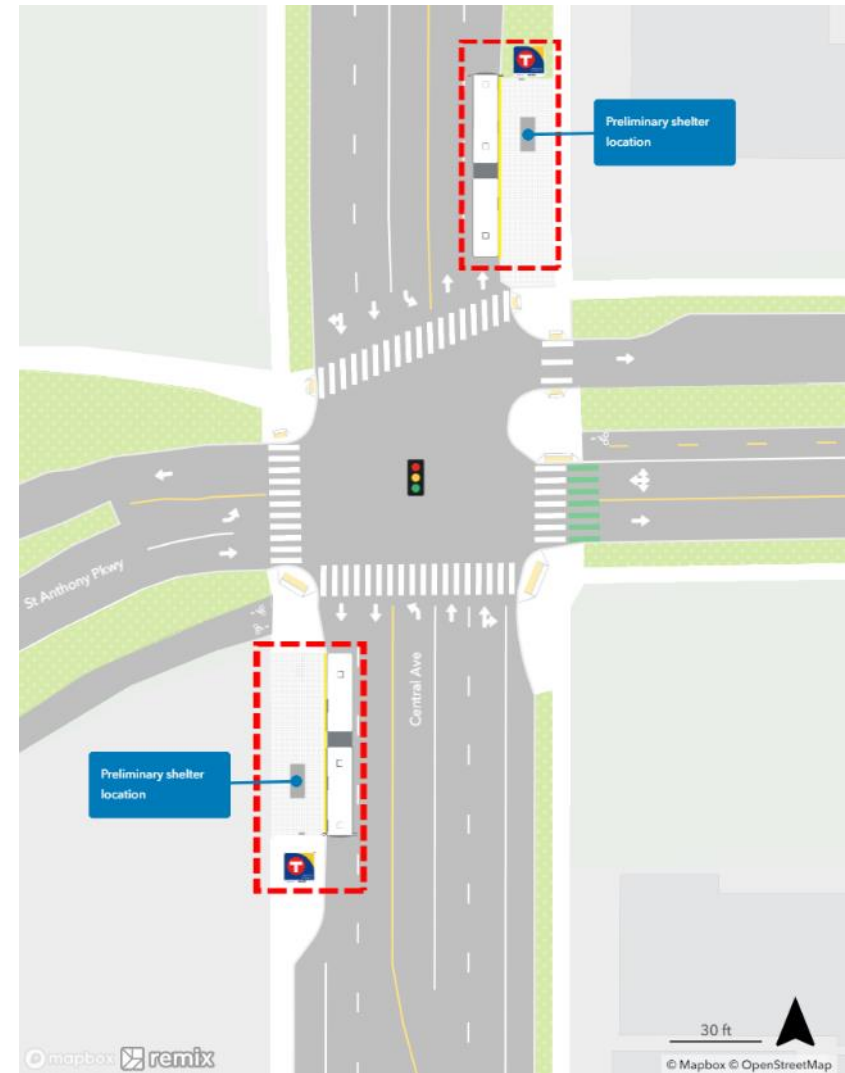 Preliminary shelter
location
St Anthony Pkwy
Central Ave
Preliminary shelter
location
30 ft
mapbox remix
© Mapbox © OpenStreetMap